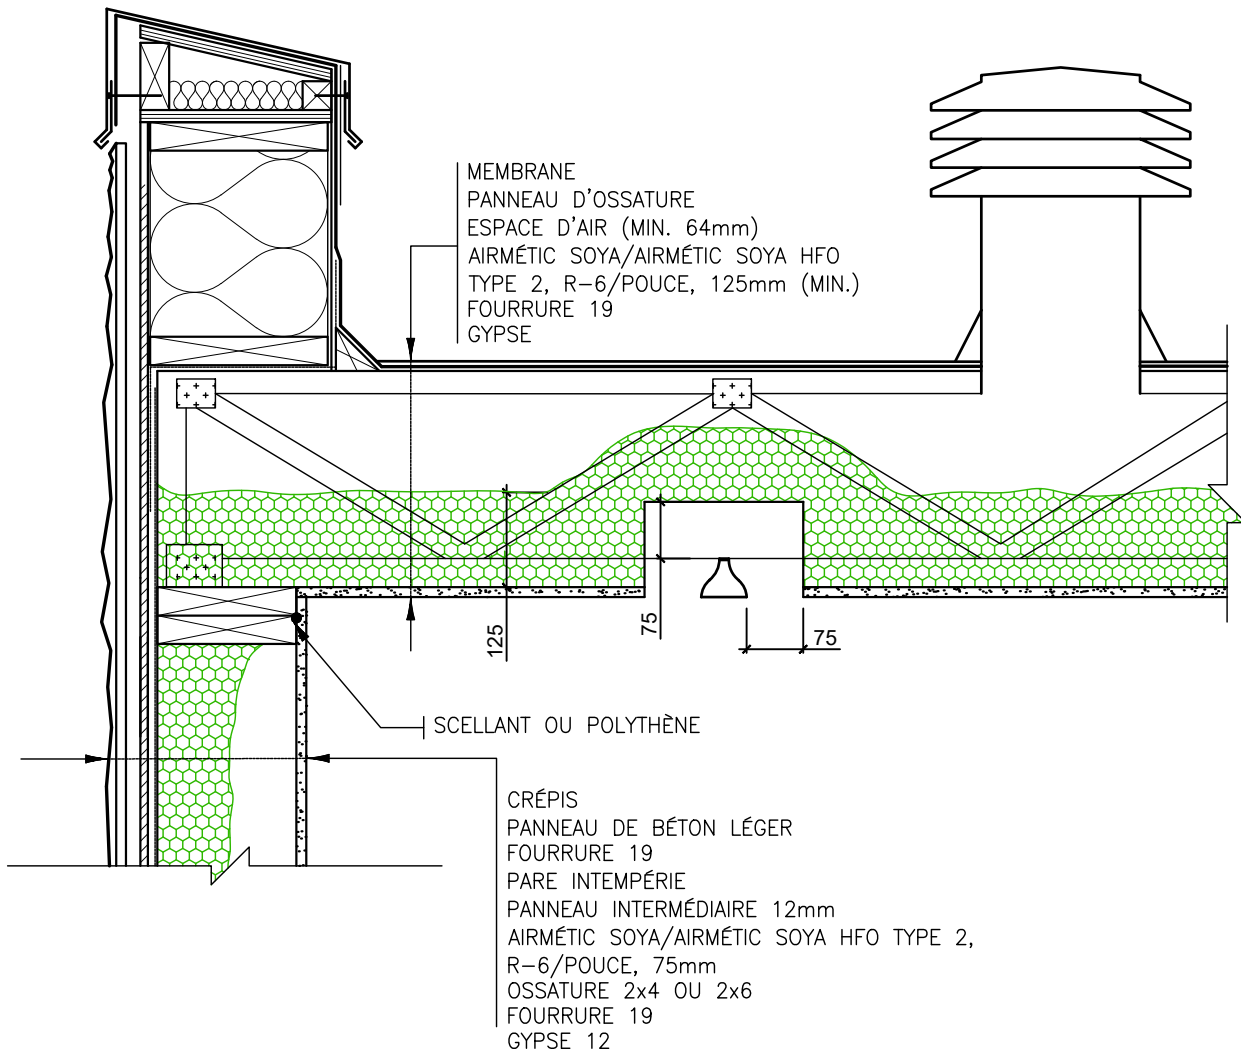 MEMBRANE
PANNEAU D'OSSATURE
ESPACE D'AIR (MIN. 64mm)
AIRMÉTIC SOYA/AIRMÉTIC SOYA HFO
TYPE 2, R-6/POUCE, 125mm (MIN.)
FOURRURE 19
GYPSE
125
75
75
SCELLANT OU POLYTHÈNE
CRÉPIS
PANNEAU DE BÉTON LÉGER
FOURRURE 19
PARE INTEMPÉRIE
PANNEAU INTERMÉDIAIRE 12mm
AIRMÉTIC SOYA/AIRMÉTIC SOYA HFO TYPE 2,
R-6/POUCE, 75mm
OSSATURE 2x4 OU 2x6
FOURRURE 19
GYPSE 12